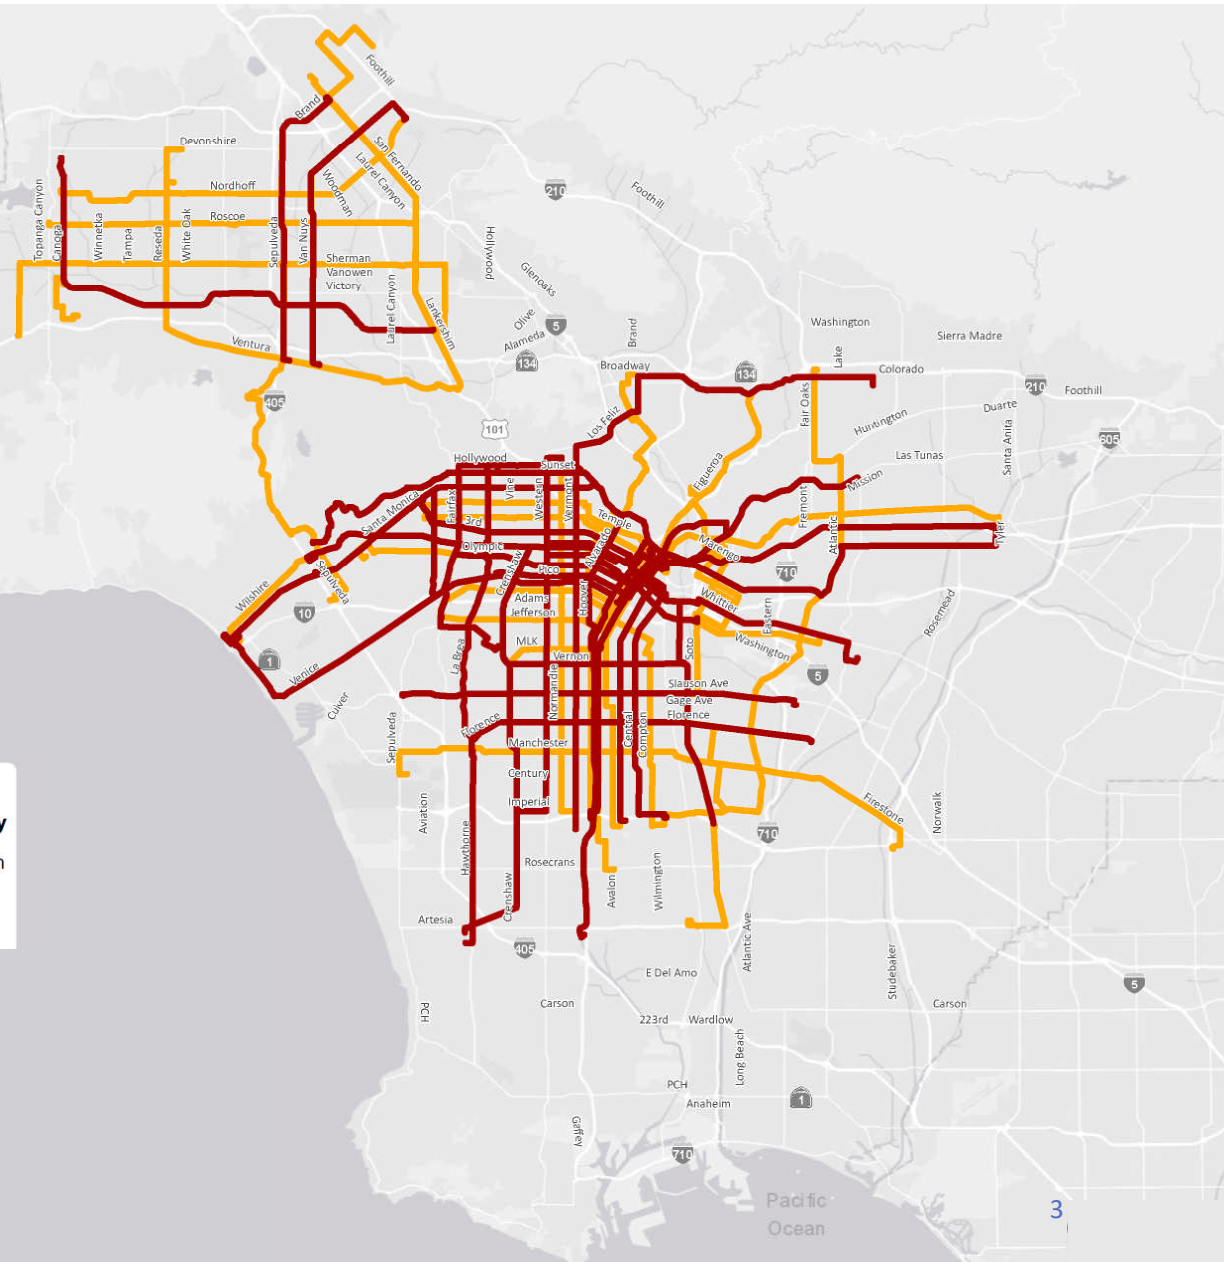 Foothill
Brand
Devonshire
San Fernando
Laurel Canyon
Woodman
Nordhoff
210
Foothill
Topanga Canyon
Canoga
Winnetka
Tampa
Reseda
White Oak
Roscoe
Sepulveda
Van Nuys
Hollywood
Sherman
Vanowen
Victory
Glenoaks
Laurel Canyon
Lankershim
Olive
5
Brand
Washington
Sierra Madre
Ventura
Alameda
134
Broadway
134
Lake
Colorado
210
Foothill
405
Fair Oaks
Duarte
Los Feliz
Huntington
101
Santa Anita
605
Hollywood
Sunset
Las Tunas
Figueroa
Mission
Fairfax
Vine
Western
Vermont
Santa Monica
3rd
Temple
Fremont
Atlantic
Tyler
Olympic
Alvarado
Marengo
Crenshaw
Pico
710
Sepulveda
Wilshire
10
Adams
Jefferson
Hoover
Whittier
Eastern
Rosemead
MLK
La Brea
Vernon
Soto
Washington
1
Venice
5
Culver
Normandie
Slauson Ave
Gage Ave
Florence
Florence
Sepulveda
Central
Compton
Manchester
Century
Imperial
Aviation
Firestone
Norwalk
y
n
710
Hawthorne
Rosecrans
Crenshaw
Avalon
Wilmington
Artesia
405
Atlantic Ave
E Del Amo
Studebaker
5
PCH
Carson
223rd
Wardlow
Carson
Long Beach
PCH
Anaheim
1
Gaffey
710
Pacific
Ocean
3